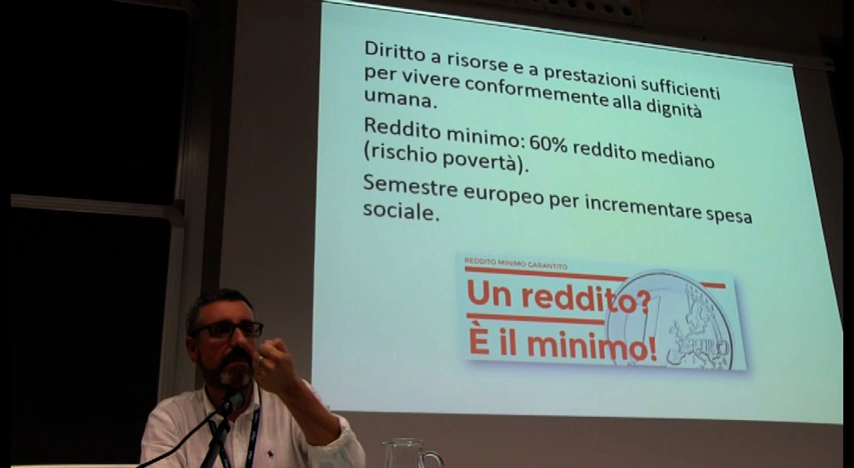 Diritto a risorse e a prestazioni sufficienti
per vivere conformemente alla dignità
umana.
Reddito minimo: 60% reddito mediano
(rischio povertà).
Semestre europeo per incrementare spesa
sociale.
REDDITO MINIMO GARANTITO
Un reddito?
È il minimo!